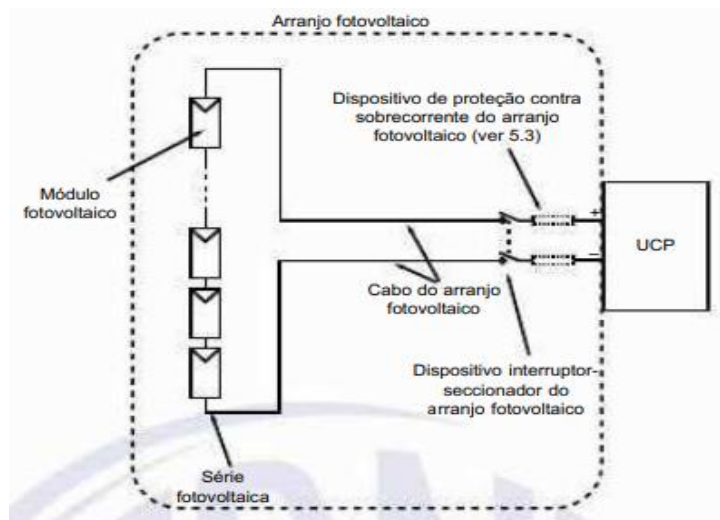 Arranjo fotovoltaico
Dispositivo de proteção contra
sobrecorrente do arranjo
fotovoltaico (ver 5.3)
Módulo
fotovoltaico
+
UCP
–
Cabo do arranjo
fotovoltaico
Dispositivo interruptor-
seccionador do
arranjo fotovoltaico
Série
fotovoltaica